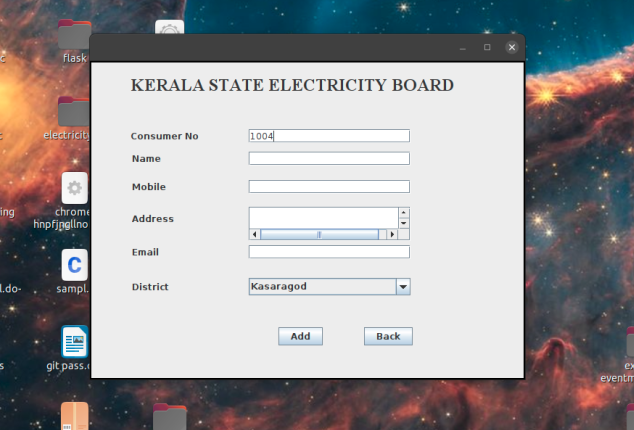 flask
KERALA STATE ELECTRICITY BOARD
electricity
Consumer No 1004
Name
Mobile
ing
chrome
hnpfjngllno
Address
Email
l.do-
sampl.
C
District Kasaragod
Add Back
git pass.
s
ex
eventm